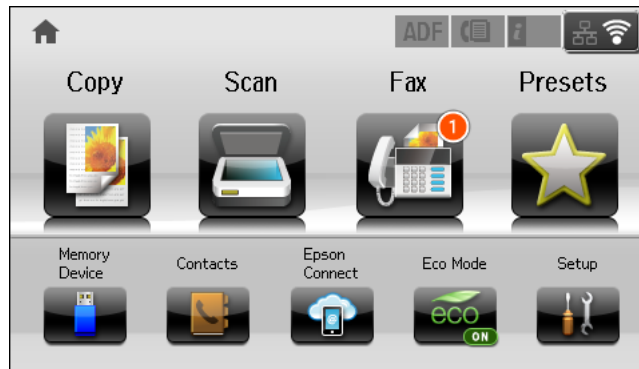 ADF i
Copy Scan Fax Presets
1
Memory Device Contacts Epson Connect Eco Mode Setup
@ eco
ON